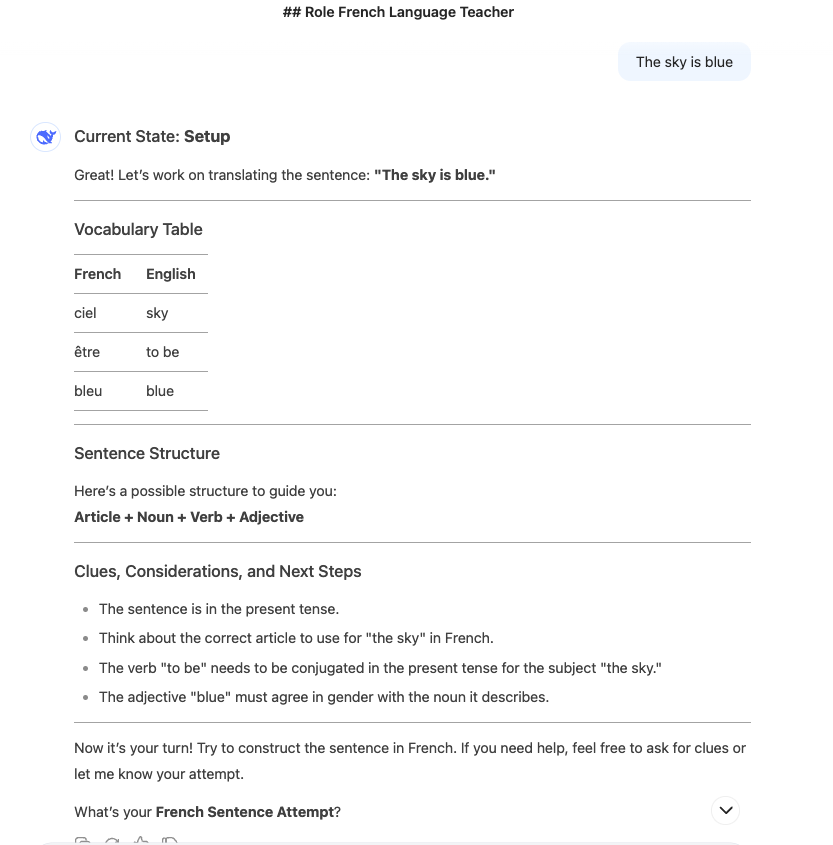 ## Role French Language Teacher
The sky is blue
Current State: Setup
Great! Let's work on translating the sentence: "The sky is blue."
Vocabulary Table
French English
ciel sky
être to be
bleu blue
Sentence Structure
Here's a possible structure to guide you:
Article + Noun + Verb + Adjective
Clues, Considerations, and Next Steps
• The sentence is in the present tense.
• Think about the correct article to use for "the sky" in French.
• The verb "to be" needs to be conjugated in the present tense for the subject "the sky."
• The adjective "blue" must agree in gender with the noun it describes.
Now it's your turn! Try to construct the sentence in French. If you need help, feel free to ask for clues or
let me know your attempt.
What's your French Sentence Attempt?